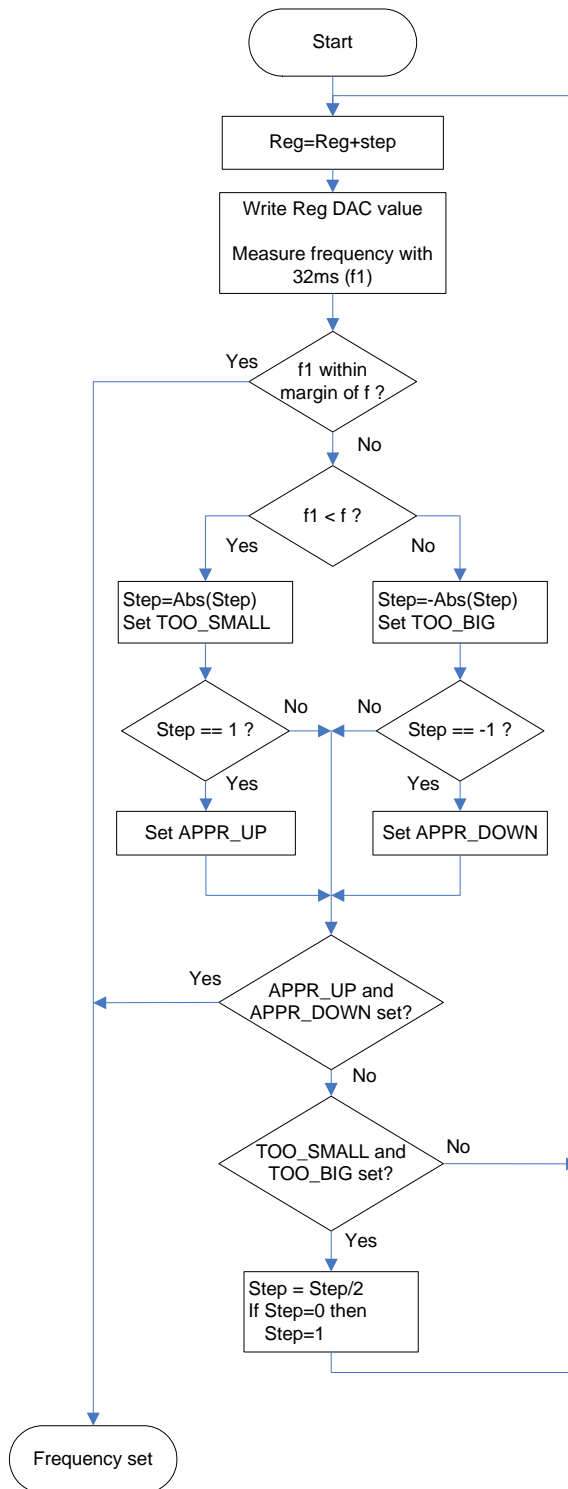 Start
Reg=Reg+step
Write Reg DAC value
Measure frequency with
32ms (f1)
Yes
f1 within
margin of f ?
No
f1 < f ?
Yes
No
Step=Abs(Step)
Set TOO_SMALL
Step=-Abs(Step)
Set TOO_BIG
No
No
Step == 1 ?
Step == -1 ?
Yes
Yes
Set APPR_UP
Set APPR_DOWN
Yes
APPR_UP and
APPR_DOWN set?
No
TOO_SMALL and
TOO_BIG set?
No
Yes
Step = Step/2
If Step=0 then
Step=1
Frequency set